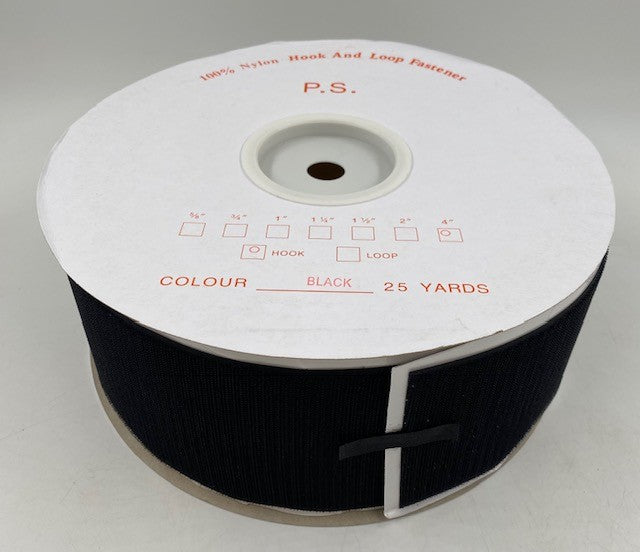 100% Nylon Hook And Loop Fastener
P.S.
⅝" ¾" 1" 1 ¼" 1 ½" 2" 4"
HOOK LOOP
COLOUR BLACK 25 YARDS